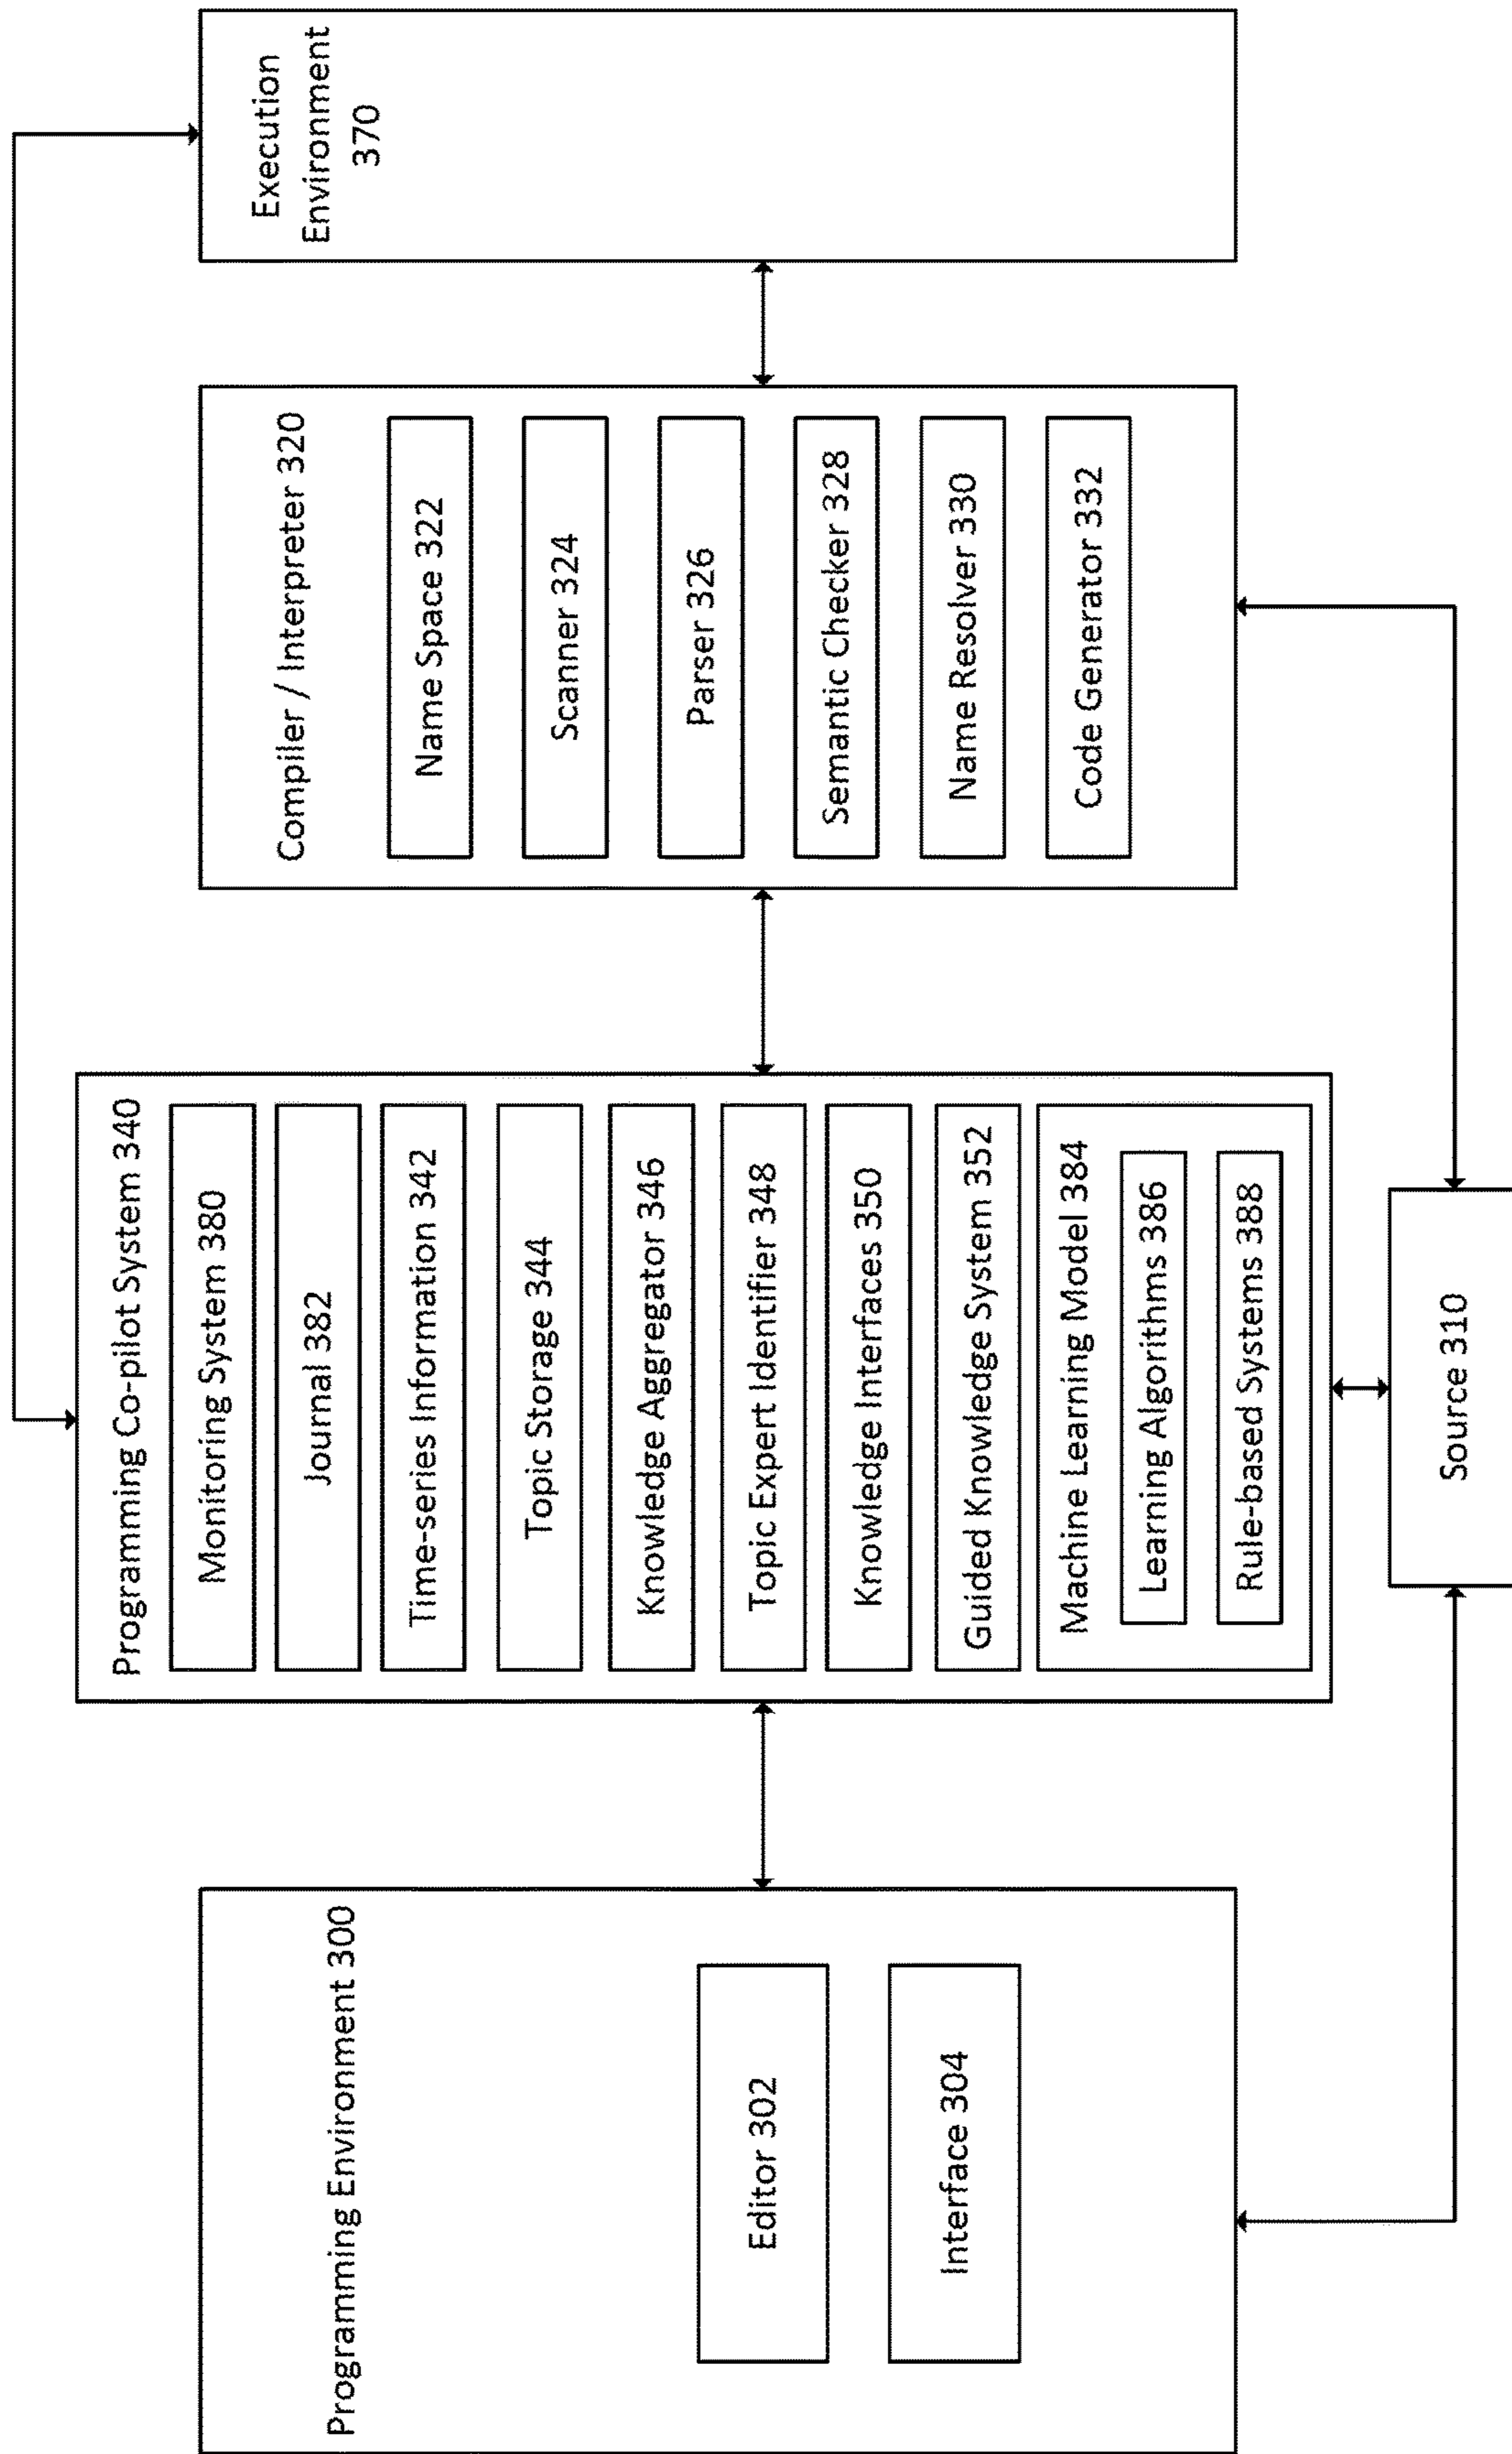 Programming Environment 300
Editor 302
Interface 304
Programming Co-pilot System 340
Monitoring System 380
Journal 382
Time-series Information 342
Topic Storage 344
Knowledge Aggregator 346
Topic Expert Identifier 348
Knowledge Interfaces 350
Guided Knowledge System 352
Machine Learning Model 384
Learning Algorithms 386
Rule-based Systems 388
Compiler / Interpreter 320
Name Space 322
Scanner 324
Parser 326
Semantic Checker 328
Name Resolver 330
Code Generator 332
Execution
Environment
370
Source 310